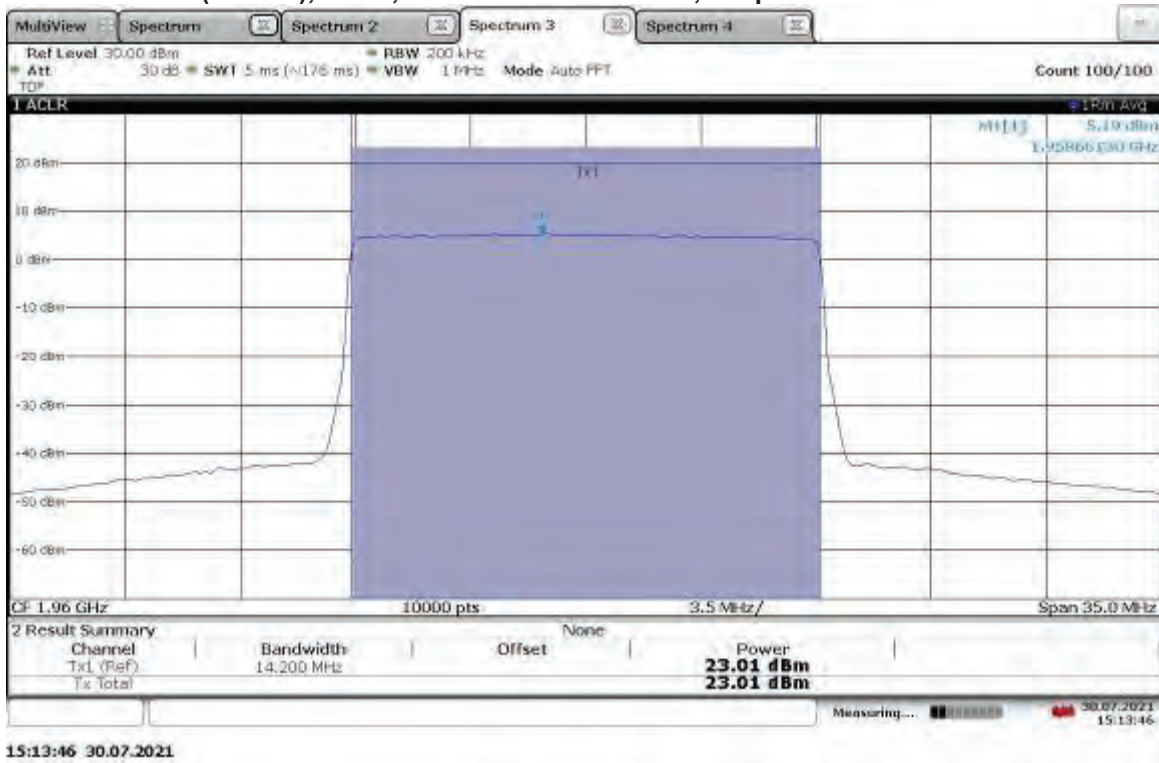 MultiView Spectrum Spectrum 2 Spectrum 3 Spectrum 4
Ref Level 30.00 dBm RBW 200 kHz
Att 30 dB SWT 5 ms (~176 ms) VBW 1 MHz Mode Auto FFT Count 100/100
TDF
1 ACLR 1Rm Avg
M1[1] 5.19 dBm
GHz
20 dBm
Tx1
10 dBm
0 dBm
-10 dBm
-20 dBm
-30 dBm
-40 dBm
-50 dBm
-60 dBm
CF 1.96 GHz 10000 pts 3.5 MHz/ Span 35.0 MHz
2 Result Summary None
Channel Bandwidth Offset Power
Tx1 (Ref) 14.200 MHz 23.01 dBm
Tx Total 23.01 dBm
Measuring... 30.07.2021
15:13:46
15:13:46 30.07.2021